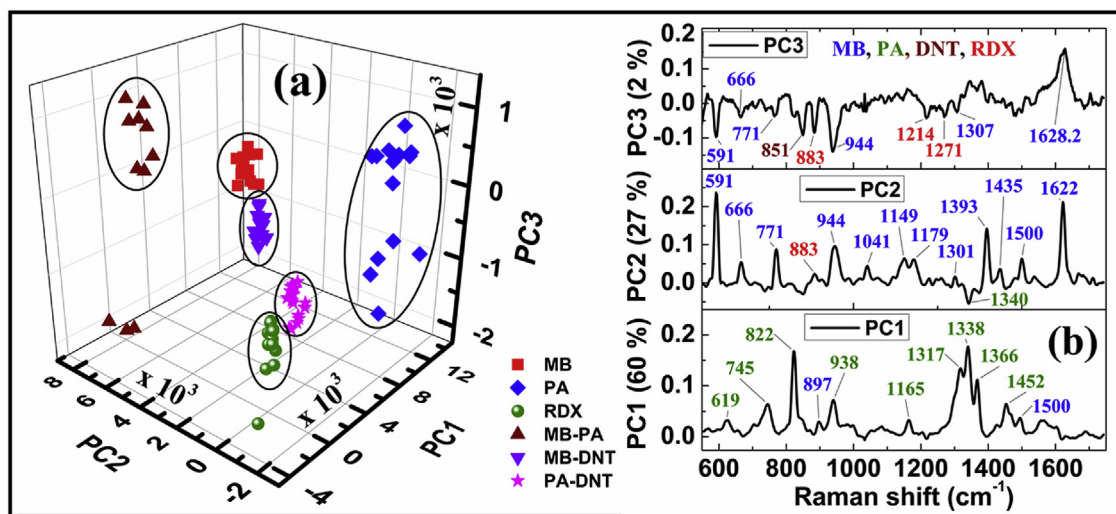 (a)
1
0
-1
-2
x 10³
PC3
8
6
4
2
0
-2
x 10³
PC2
-4
0
4
8
12
x 10³
PC1
MB
PA
RDX
MB-PA
MB-DNT
PA-DNT
(b)
0.2
0.1
0.0
-0.1
PC3 (2 %)
PC3
MB, PA, DNT, RDX
591
666
771
851
883
944
1214
1271
1307
1628.2
0.2
0.1
0.0
PC2 (27 %)
PC2
591
666
771
883
944
1041
1149
1179
1301
1340
1393
1435
1500
1622
0.2
0.1
0.0
PC1 (60 %)
PC1
619
745
822
897
938
1165
1317
1338
1366
1452
1500
600 800 1000 1200 1400 1600
Raman shift (cm⁻¹)